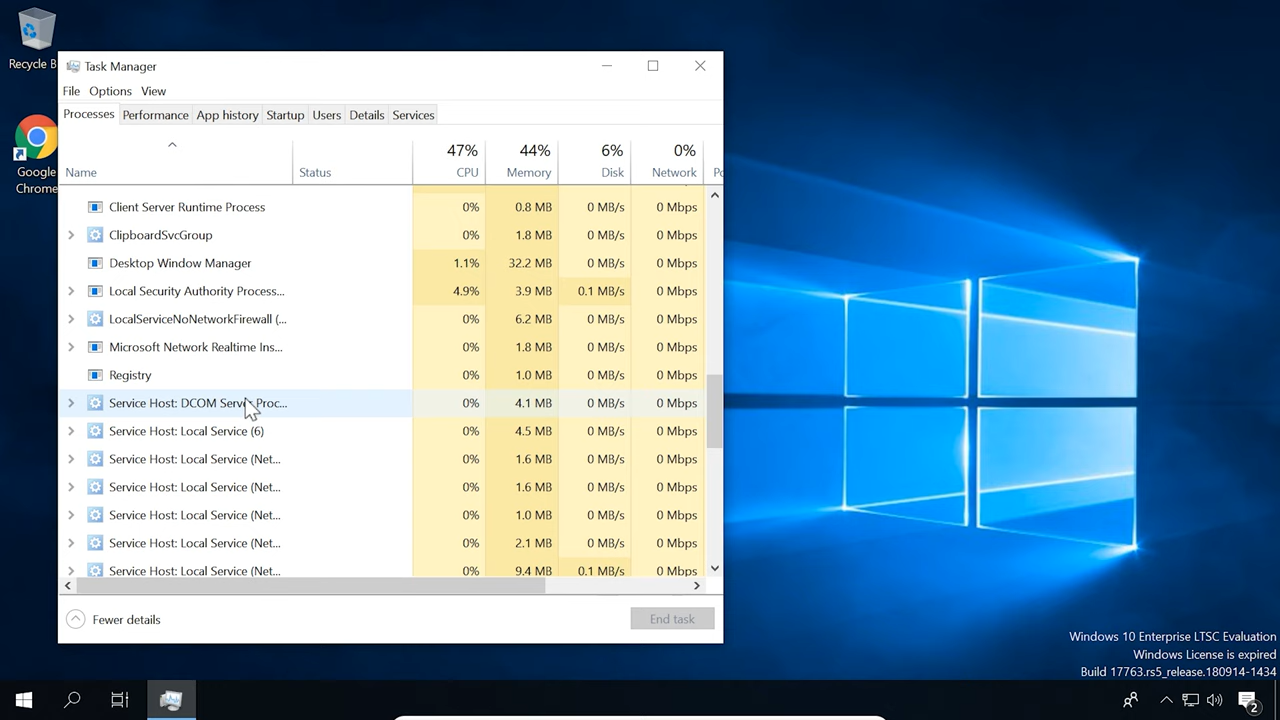 Recycle B
Google
Chrome
Task Manager
File Options View
Processes Performance App history Startup Users Details Services
47% 44% 6% 0%
Name Status CPU Memory Disk Network Po
Client Server Runtime Process 0% 0.8 MB 0 MB/s 0 Mbps
ClipboardSvcGroup 0% 1.8 MB 0 MB/s 0 Mbps
Desktop Window Manager 1.1% 32.2 MB 0 MB/s 0 Mbps
Local Security Authority Process... 4.9% 3.9 MB 0.1 MB/s 0 Mbps
LocalServiceNoNetworkFirewall (... 0% 6.2 MB 0 MB/s 0 Mbps
Microsoft Network Realtime Ins... 0% 1.8 MB 0 MB/s 0 Mbps
Registry 0% 1.0 MB 0 MB/s 0 Mbps
Service Host: DCOM Server Proc... 0% 4.1 MB 0 MB/s 0 Mbps
Service Host: Local Service (6) 0% 4.5 MB 0 MB/s 0 Mbps
Service Host: Local Service (Net... 0% 1.6 MB 0 MB/s 0 Mbps
Service Host: Local Service (Net... 0% 1.6 MB 0 MB/s 0 Mbps
Service Host: Local Service (Net... 0% 1.0 MB 0 MB/s 0 Mbps
Service Host: Local Service (Net... 0% 2.1 MB 0 MB/s 0 Mbps
Service Host: Local Service (Net... 0% 9.4 MB 0.1 MB/s 0 Mbps
Fewer details End task
Windows 10 Enterprise LTSC Evaluation
Windows License is expired
Build 17763.rs5_release.180914-1434
2